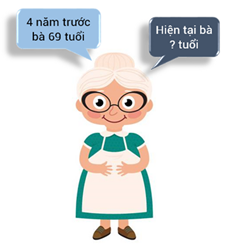 4 năm trước
bà 69 tuổi
Hiện tại bà
? tuổi